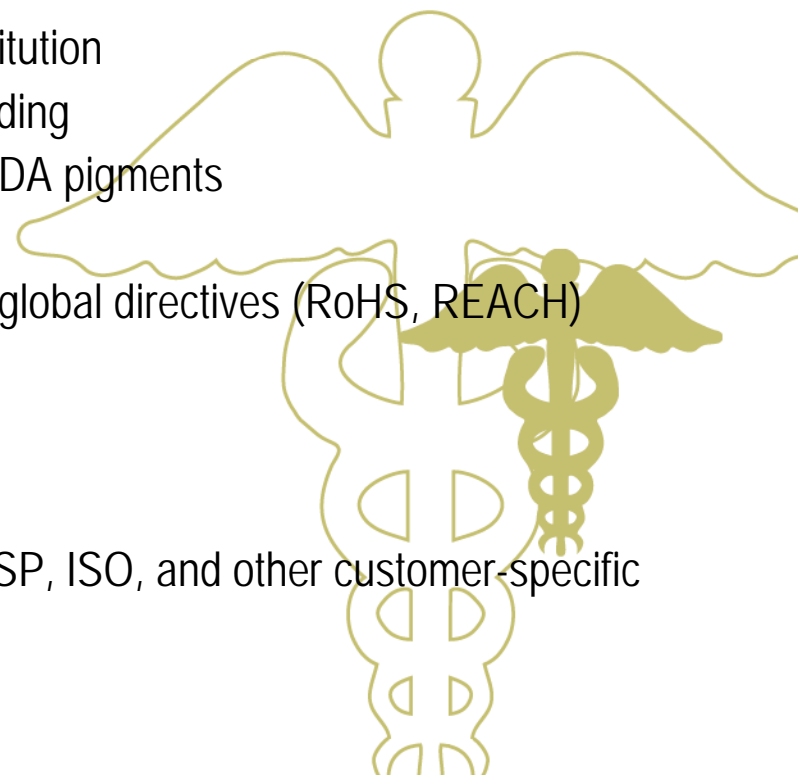 itution
ding
DA pigments
global directives (RoHS, REACH)
SP, ISO, and other customer-specific